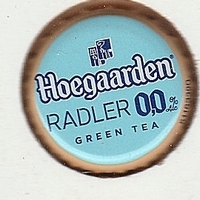 Hoegaarden®
RADLER 0,0 % alc
GREEN TEA